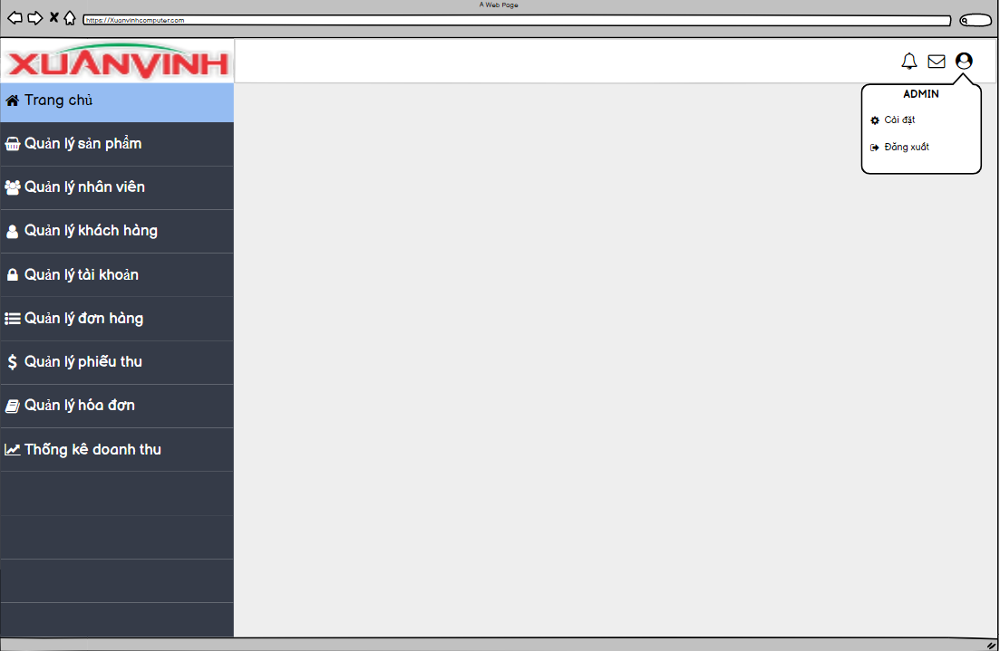 A Web Page
https://Xuanvinhcomputer.com
XUANVINH
Trang chủ
Quản lý sản phẩm
Quản lý nhân viên
Quản lý khách hàng
Quản lý tài khoản
Quản lý đơn hàng
Quản lý phiếu thu
Quản lý hóa đơn
Thống kê doanh thu
ADMIN
Cài đặt
Đăng xuất